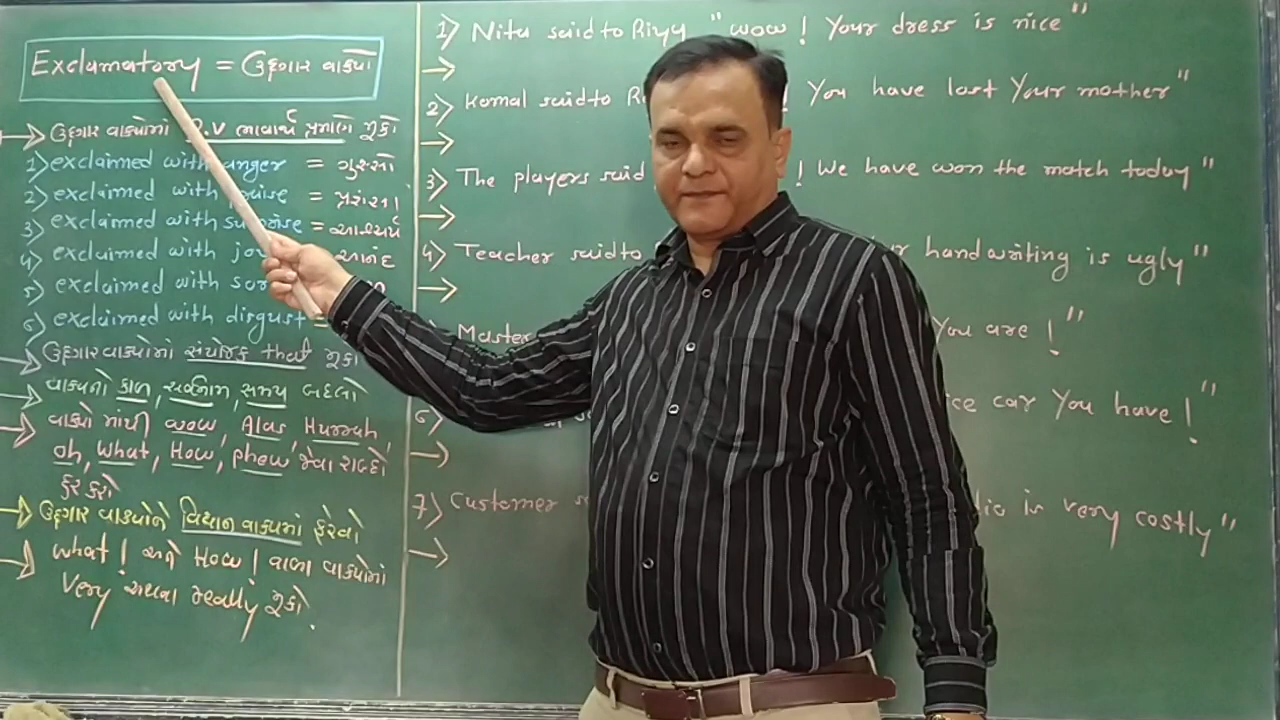 Exclamatory = ઉદ્દગાર વાક્યો
→ ઉદ્દગાર વાક્યોમાં R.V ભાવાર્થ પ્રમાણે મૂકો
1) exclaimed with anger = ગુસ્સો
2) exclaimed with praise = પ્રશંસા
3) exclaimed with surprise = આશ્ચર્ય
4) exclaimed with joy આનંદ
5) exclaimed with
6) exclaimed with disgust =
→ ઉદ્દગાર વાક્યોમાં સંયોજક that મૂકો
→ વાક્યનો કાળ, સર્વનામ, સમય બદલો
→ વાક્યો માંથી wow, Alas, Hurrah
oh, What, How, phew જેવા શબ્દો
દૂર કરો
→ ઉદ્દગાર વાક્યોને વિધાન વાક્યમાં ફેરવો
→ What! અને How! વાળા વાક્યોમાં
Very અથવા really મૂકો.
1) Nita said to Riya "wow! Your dress is nice"
→
2) Komal said to ! You have lost Your mother"
→
3) The players said ! We have won the match today"
→
4) Teacher said to handwriting is ugly"
→
Master You are!"
6) car You have!"
→
7) Customer is very costly"
→